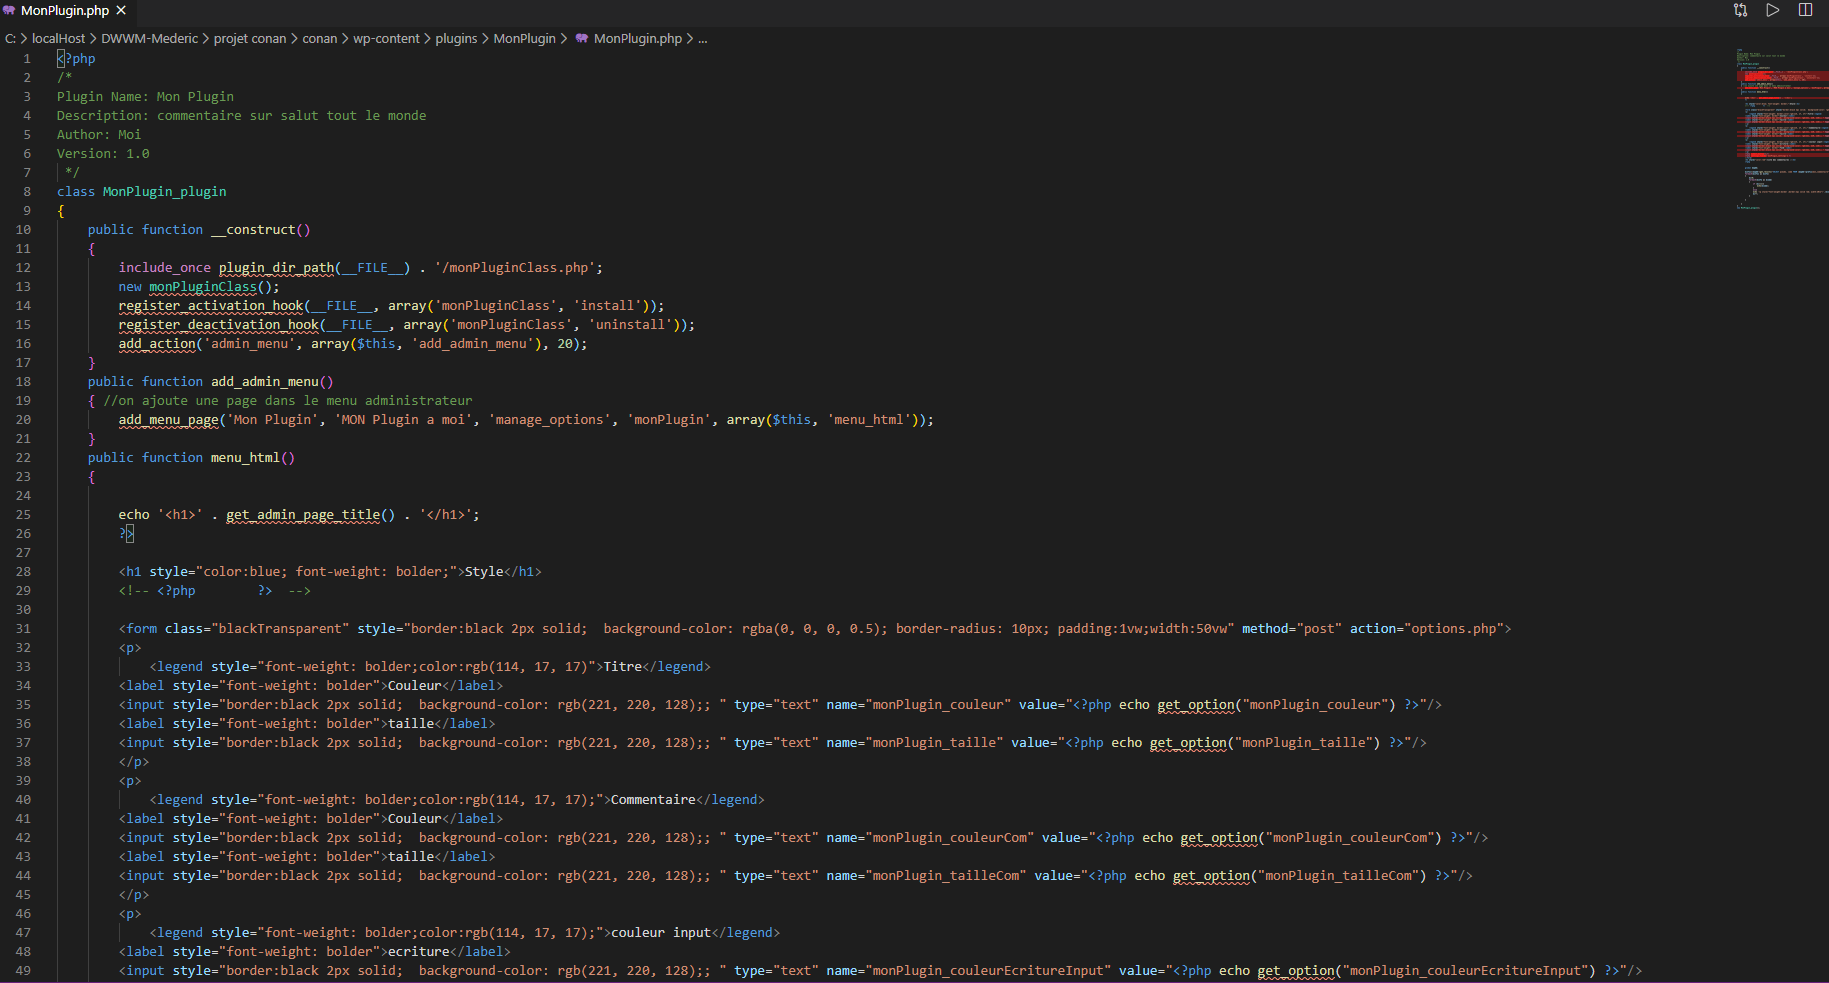 MonPlugin.php
C: > localHost > DWWM-Mederic > projet conan > conan > wp-content > plugins > MonPlugin > MonPlugin.php > ...
1 <?php
2 /*
3 Plugin Name: Mon Plugin
4 Description: commentaire sur salut tout le monde
5 Author: Moi
6 Version: 1.0
7 */
8 class MonPlugin_plugin
9 {
10 public function __construct()
11 {
12 include_once plugin_dir_path(__FILE__) . '/monPluginClass.php';
13 new monPluginClass();
14 register_activation_hook(__FILE__, array('monPluginClass', 'install'));
15 register_deactivation_hook(__FILE__, array('monPluginClass', 'uninstall'));
16 add_action('admin_menu', array($this, 'add_admin_menu'), 20);
17 }
18 public function add_admin_menu()
19 { //on ajoute une page dans le menu administrateur
20 add_menu_page('Mon Plugin', 'MON Plugin a moi', 'manage_options', 'monPlugin', array($this, 'menu_html'));
21 }
22 public function menu_html()
23 {
24
25 echo '<h1>' . get_admin_page_title() . '</h1>';
26 ?>
27
28 <h1 style="color:blue; font-weight: bolder;">Style</h1>
29 <!-- <?php ?> -->
30
31 <form class="blackTransparent" style="border:black 2px solid;  background-color: rgba(0, 0, 0, 0.5); border-radius: 10px; padding:1vw;width:50vw" method="post" action="options.php">
32 <p>
33 <legend style="font-weight: bolder;color:rgb(114, 17, 17)">Titre</legend>
34 <label style="font-weight: bolder">Couleur</label>
35 <input style="border:black 2px solid;  background-color: rgb(221, 220, 128);; " type="text" name="monPlugin_couleur" value="<?php echo get_option("monPlugin_couleur") ?>"/>
36 <label style="font-weight: bolder">taille</label>
37 <input style="border:black 2px solid;  background-color: rgb(221, 220, 128);; " type="text" name="monPlugin_taille" value="<?php echo get_option("monPlugin_taille") ?>"/>
38 </p>
39 <p>
40 <legend style="font-weight: bolder;color:rgb(114, 17, 17);">Commentaire</legend>
41 <label style="font-weight: bolder">Couleur</label>
42 <input style="border:black 2px solid;  background-color: rgb(221, 220, 128);; " type="text" name="monPlugin_couleurCom" value="<?php echo get_option("monPlugin_couleurCom") ?>"/>
43 <label style="font-weight: bolder">taille</label>
44 <input style="border:black 2px solid;  background-color: rgb(221, 220, 128);; " type="text" name="monPlugin_tailleCom" value="<?php echo get_option("monPlugin_tailleCom") ?>"/>
45 </p>
46 <p>
47 <legend style="font-weight: bolder;color:rgb(114, 17, 17);">couleur input</legend>
48 <label style="font-weight: bolder">ecriture</label>
49 <input style="border:black 2px solid;  background-color: rgb(221, 220, 128);; " type="text" name="monPlugin_couleurEcritureInput" value="<?php echo get_option("monPlugin_couleurEcritureInput") ?>"/>